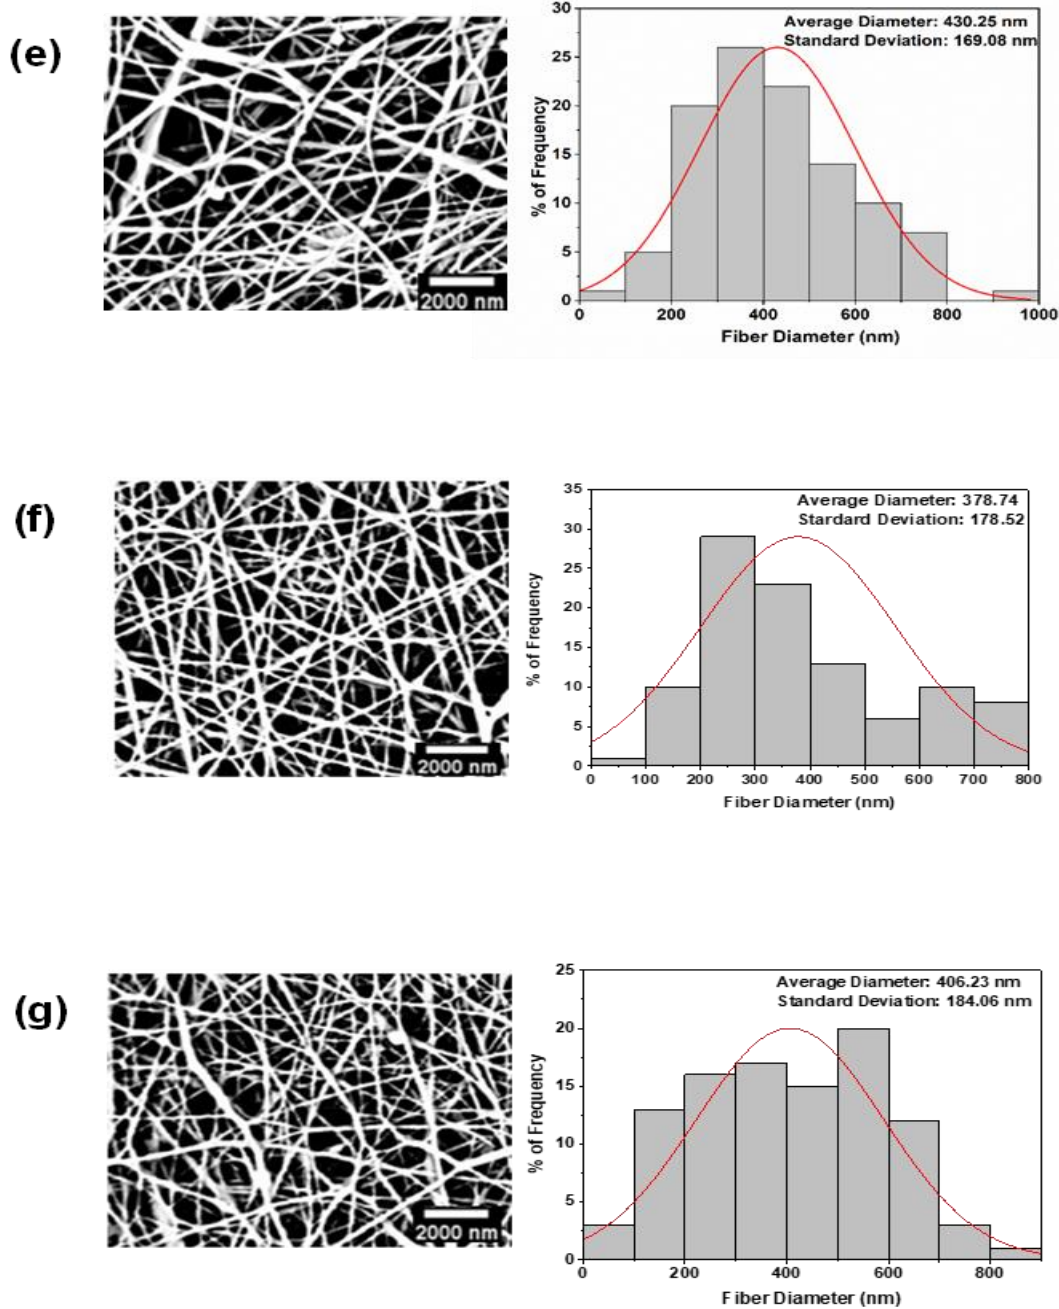 (e)
2000 nm
Average Diameter: 430.25 nm
Standard Deviation: 169.08 nm
% of Frequency
30
25
20
15
10
5
0
0 200 400 600 800 1000
Fiber Diameter (nm)
(f)
2000 nm
Average Diameter: 378.74
Stardard Deviation: 178.52
% of Frequency
35
30
25
20
15
10
5
0
0 100 200 300 400 500 600 700 800
Fiber Diameter (nm)
(g)
2000 nm
Average Diameter: 406.23 nm
Standard Deviation: 184.06 nm
% of Frequency
25
20
15
10
5
0
0 200 400 600 800
Fiber Diameter (nm)